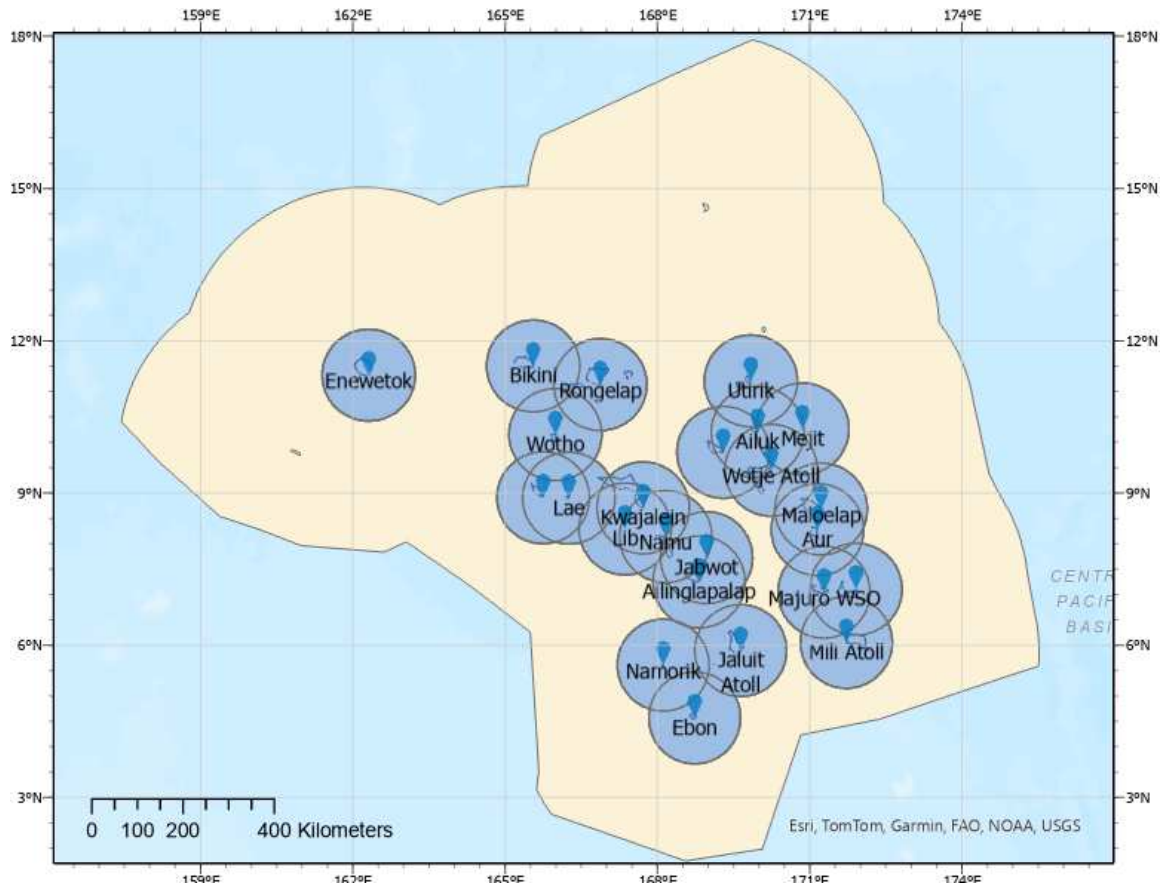 159°E 162°E 165°E 168°E 171°E 174°E
18°N 18°N
15°N 15°N
12°N 12°N
Enewetok
Bikini
Rongelap
Utrik
Wotho
Ailuk Mejit
Wotje Atoll
9°N 9°N
Lae
Kwajalein
Maloelap
Lib Namu
Aur
Jabwot
Ailinglapalap
Majuro WSO
CENTR
PACIF
BASI
6°N 6°N
Mili Atoll
Namorik
Jaluit
Atoll
Ebon
3°N 3°N
0 100 200 400 Kilometers
Esri, TomTom, Garmin, FAO, NOAA, USGS
159°E 162°E 165°E 168°E 171°E 174°E